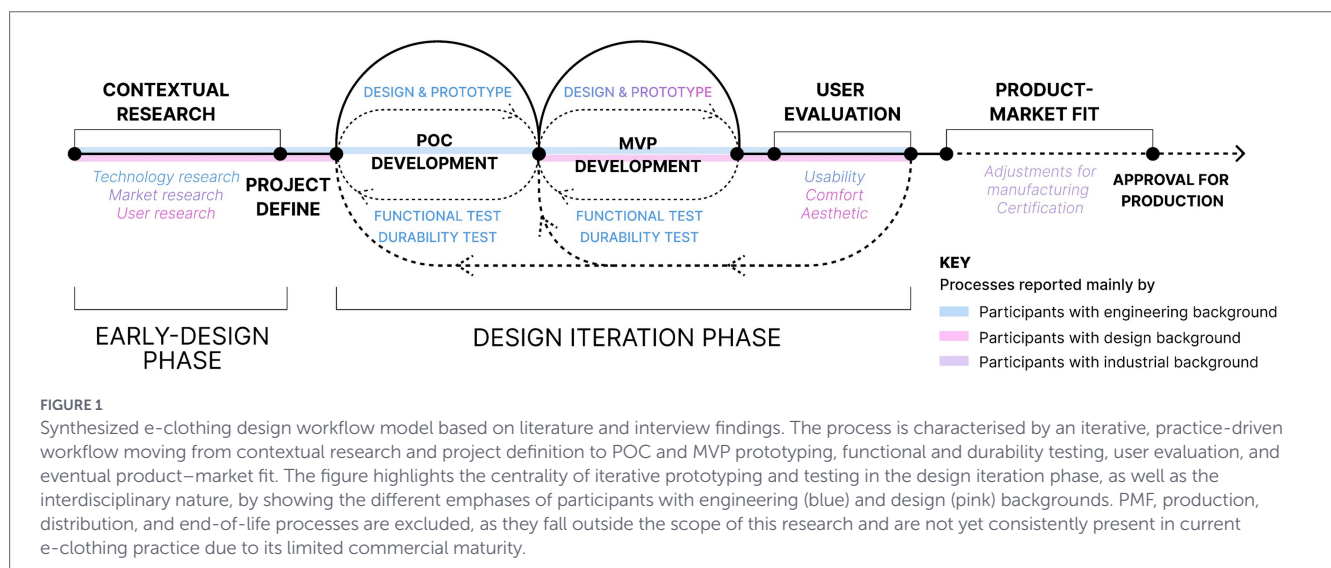 CONTEXTUAL
RESEARCH
Technology research
Market research
User research
PROJECT
DEFINE
DESIGN & PROTOTYPE
POC
DEVELOPMENT
FUNCTIONAL TEST
DURABILITY TEST
DESIGN & PROTOTYPE
MVP
DEVELOPMENT
FUNCTIONAL TEST
DURABILITY TEST
USER
EVALUATION
Usability
Comfort
Aesthetic
PRODUCT-
MARKET FIT
Adjustments for
manufacturing
Certification
APPROVAL FOR
PRODUCTION
EARLY-DESIGN
PHASE
DESIGN ITERATION PHASE
KEY
Processes reported mainly by
Participants with engineering background
Participants with design background
Participants with industrial background
FIGURE 1
Synthesized e-clothing design workflow model based on literature and interview findings. The process is characterised by an iterative, practice-driven
workflow moving from contextual research and project definition to POC and MVP prototyping, functional and durability testing, user evaluation, and
eventual product–market fit. The figure highlights the centrality of iterative prototyping and testing in the design iteration phase, as well as the
interdisciplinary nature, by showing the different emphases of participants with engineering (blue) and design (pink) backgrounds. PMF, production,
distribution, and end-of-life processes are excluded, as they fall outside the scope of this research and are not yet consistently present in current
e-clothing practice due to its limited commercial maturity.